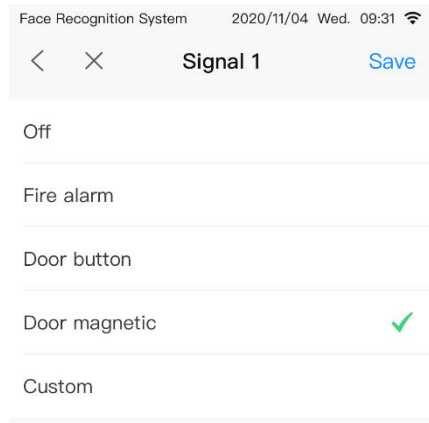 Face Recognition System 2020/11/04 Wed. 09:31
Signal 1 Save
Off
Fire alarm
Door button
Door magnetic
Custom